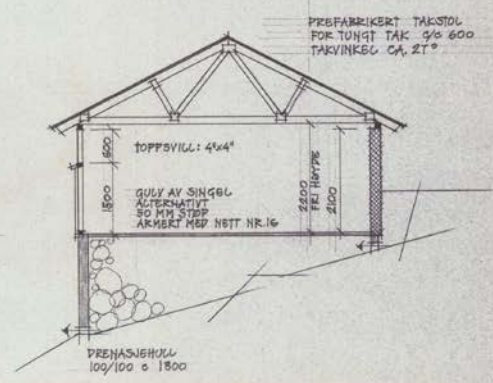 PREFABRIKERT TAKSTOL
FOR TUNGT TAK c/c 600
TAKVINKEL CA. 27°
TOPPSVILL: 4"x4"
600
1500
GULV AV SINGEL
ALTERNATIVT
50 MM STØP
ARMERT MED NETT NR.16
2200
FRI HØYDE
2100
DRENASJEHULL
100/100 c 1800